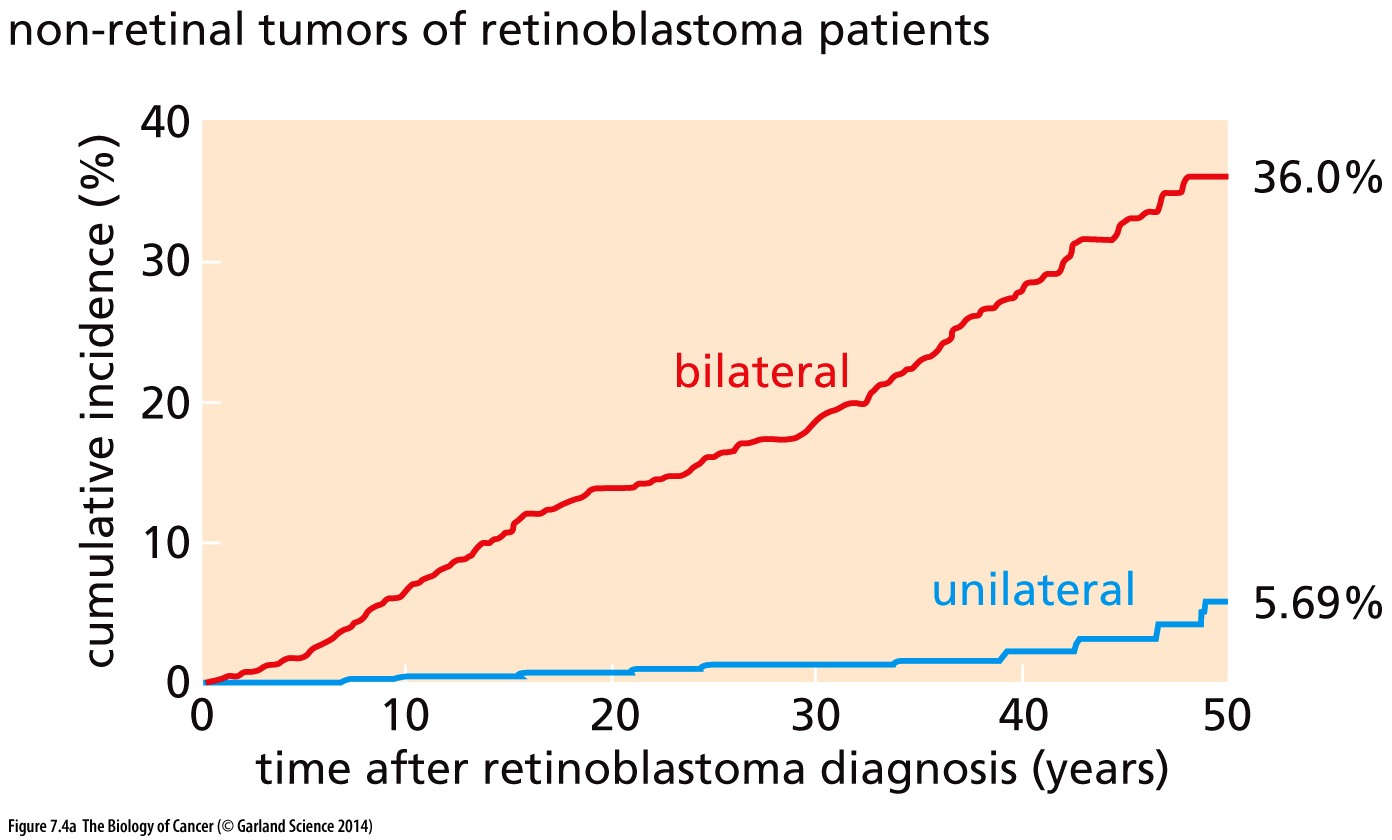 non-retinal tumors of retinoblastoma patients
cumulative incidence (%)
40
30
20
10
0
bilateral
unilateral
36.0%
5.69%
0 10 20 30 40 50
time after retinoblastoma diagnosis (years)
Figure 7.4a The Biology of Cancer (© Garland Science 2014)